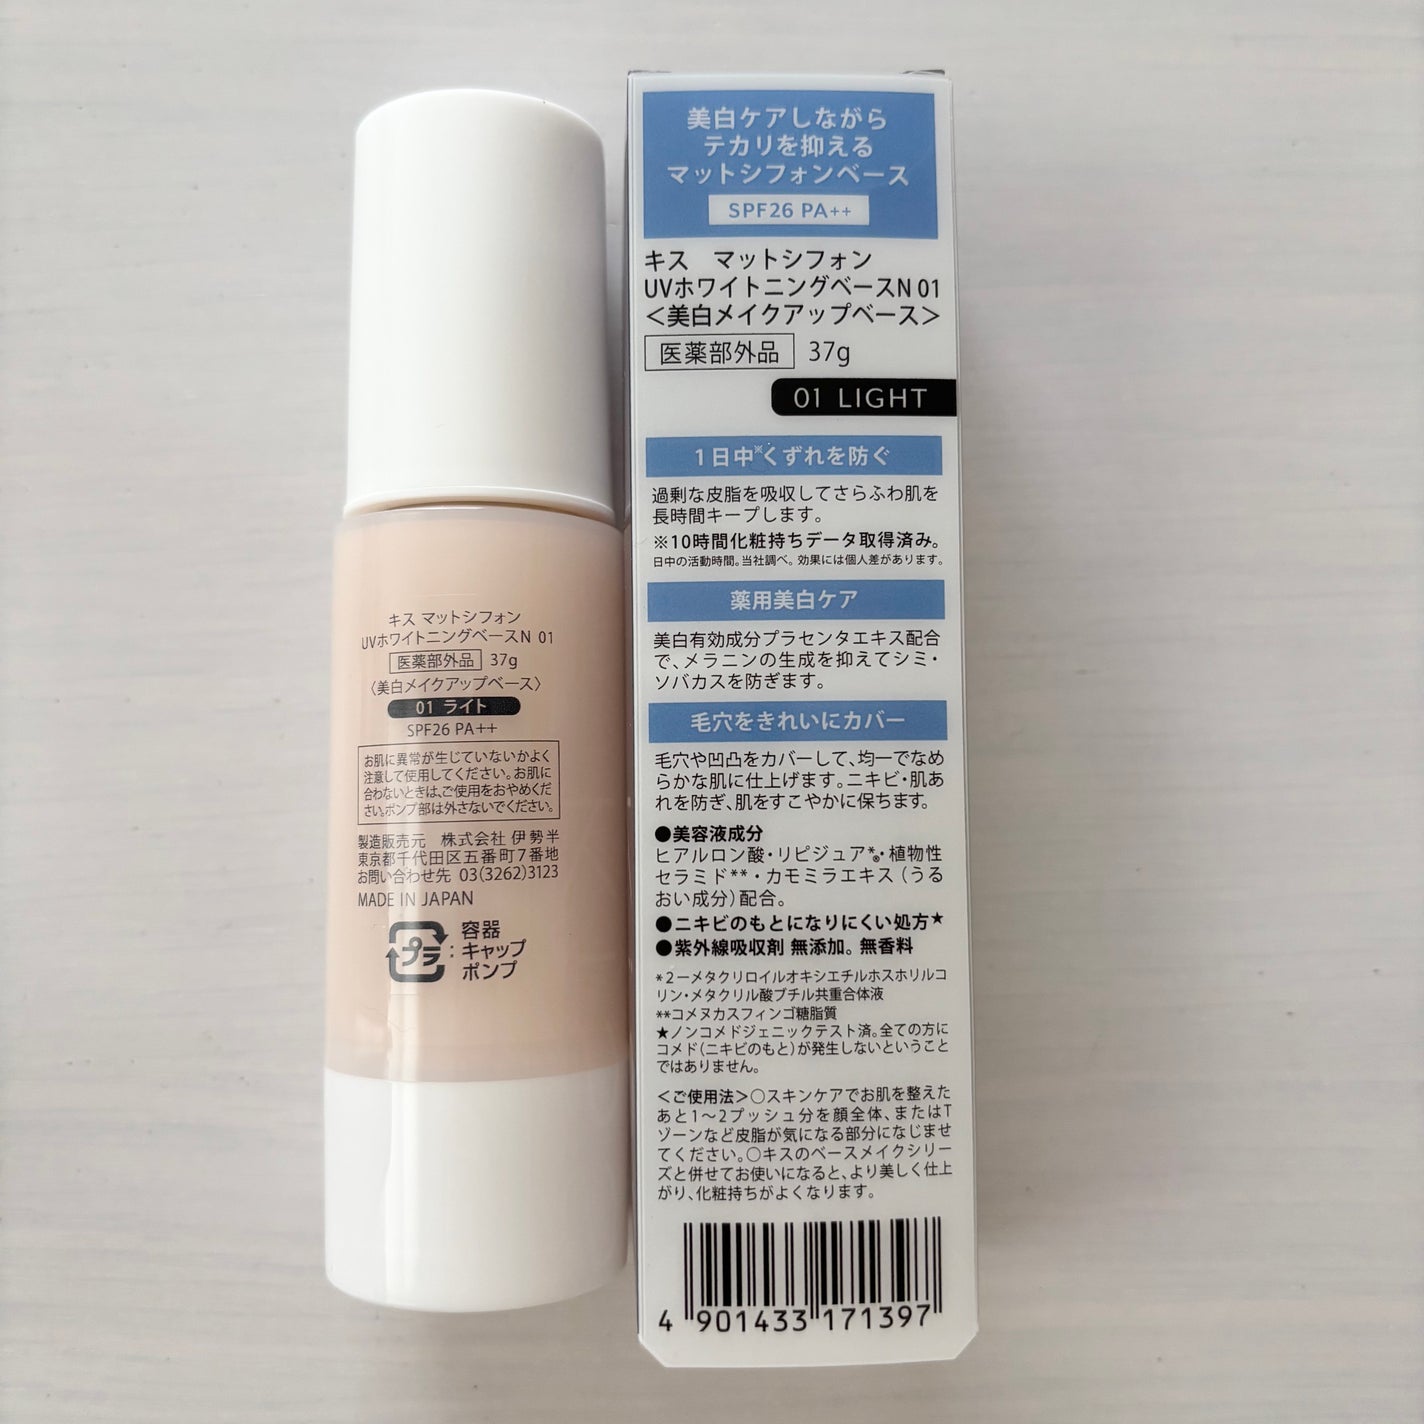 キス マットシフォン
UVホワイトニングベースN 01
医薬部外品 37g
〈美白メイクアップベース〉
01 ライト
SPF26 PA++
お肌に異常が生じていないかよく
注意して使用してください。お肌に
合わないときは、ご使用をおやめくだ
さい。ポンプ部は外さないでください。
製造販売元 株式会社 伊勢半
東京都千代田区五番町7番地
お問い合わせ先 03(3262)3123
MADE IN JAPAN
プラ : 容器
キャップ
ポンプ
美白ケアしながら
テカリを抑える
マットシフォンベース
SPF26 PA++
キス マットシフォン
UVホワイトニングベースN 01
＜美白メイクアップベース＞
医薬部外品 37g
01 LIGHT
1日中※くずれを防ぐ
過剰な皮脂を吸収してさらふわ肌を
長時間キープします。
※10時間化粧持ちデータ取得済み。
日中の活動時間。当社調べ。効果には個人差があります。
薬用美白ケア
美白有効成分プラセンタエキス配合
で、メラニンの生成を抑えてシミ・
ソバカスを防ぎます。
毛穴をきれいにカバー
毛穴や凹凸をカバーして、均一でなめ
らかな肌に仕上げます。ニキビ・肌あ
れを防ぎ、肌をすこやかに保ちます。
●美容液成分
ヒアルロン酸・リピジュア*®・植物性
セラミド**・カモミラエキス（うる
おい成分）配合。
●ニキビのもとになりにくい処方★
●紫外線吸収剤 無添加。無香料
*2ーメタクリロイルオキシエチルホスホリルコ
リン・メタクリル酸ブチル共重合体液
**コメヌカスフィンゴ糖脂質
★ノンコメドジェニックテスト済。全ての方に
コメド（ニキビのもと）が発生しないということ
ではありません。
＜ご使用法＞○スキンケアでお肌を整えた
あと1～2プッシュ分を顔全体、またはT
ゾーンなど皮脂が気になる部分になじませ
てください。○キスのベースメイクシリー
ズと併せてお使いになると、より美しく仕上
がり、化粧持ちがよくなります。
4 901433 171397